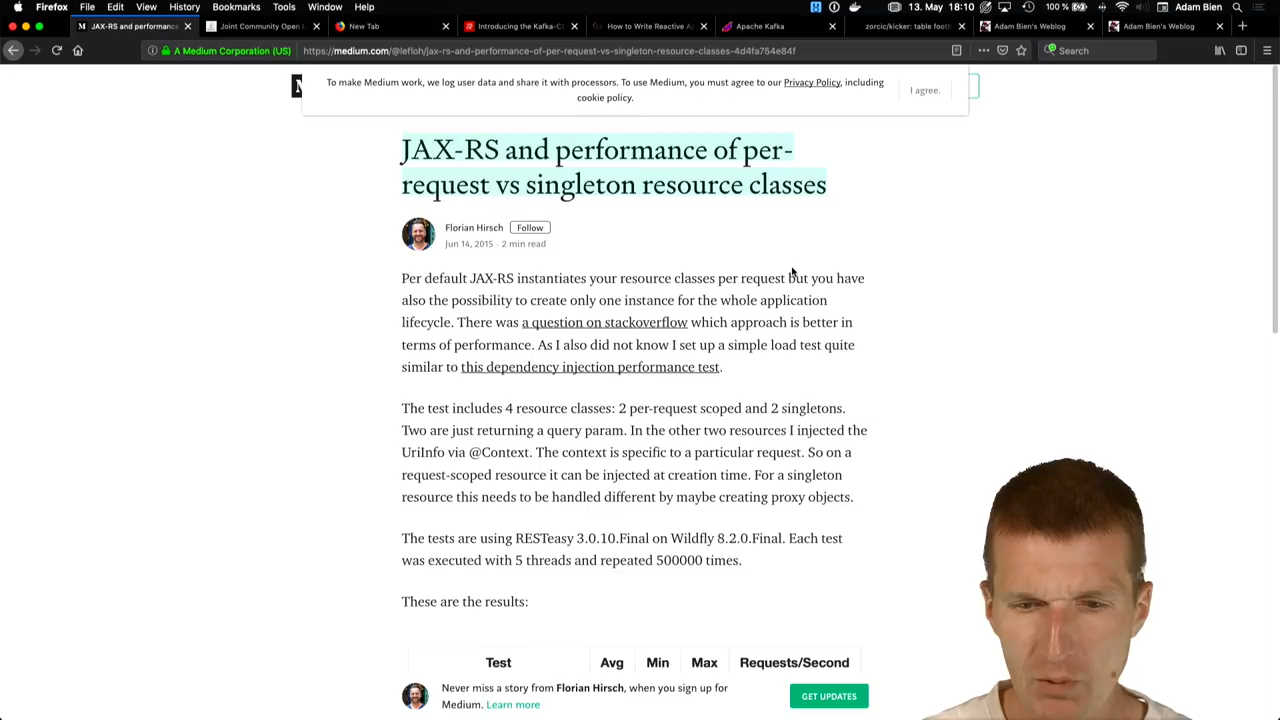 Firefox File Edit View History Bookmarks Tools Window Help
100% Mon 13. May 18:10 Adam Bien
JAX-RS and performance
Joint Community Open
New Tab
Introducing the Kafka-C
How to Write Reactive A
Apache Kafka
zorcic/kicker: table footb
Adam Bien's Weblog
Adam Bien's Weblog
A Medium Corporation (US)
https://medium.com/@lefloh/jax-rs-and-performance-of-per-request-vs-singleton-resource-classes-4d4fa754e84f
Search
To make Medium work, we log user data and share it with processors. To use Medium, you must agree to our Privacy Policy, including
cookie policy.
I agree.
JAX-RS and performance of per-
request vs singleton resource classes
Florian Hirsch Follow
Jun 14, 2015 · 2 min read
Per default JAX-RS instantiates your resource classes per request but you have
also the possibility to create only one instance for the whole application
lifecycle. There was a question on stackoverflow which approach is better in
terms of performance. As I also did not know I set up a simple load test quite
similar to this dependency injection performance test.
The test includes 4 resource classes: 2 per-request scoped and 2 singletons.
Two are just returning a query param. In the other two resources I injected the
UriInfo via @Context. The context is specific to a particular request. So on a
request-scoped resource it can be injected at creation time. For a singleton
resource this needs to be handled different by maybe creating proxy objects.
The tests are using RESTeasy 3.0.10.Final on Wildfly 8.2.0.Final. Each test
was executed with 5 threads and repeated 500000 times.
These are the results:
Test Avg Min Max Requests/Second
Never miss a story from Florian Hirsch, when you sign up for
Medium. Learn more
GET UPDATES